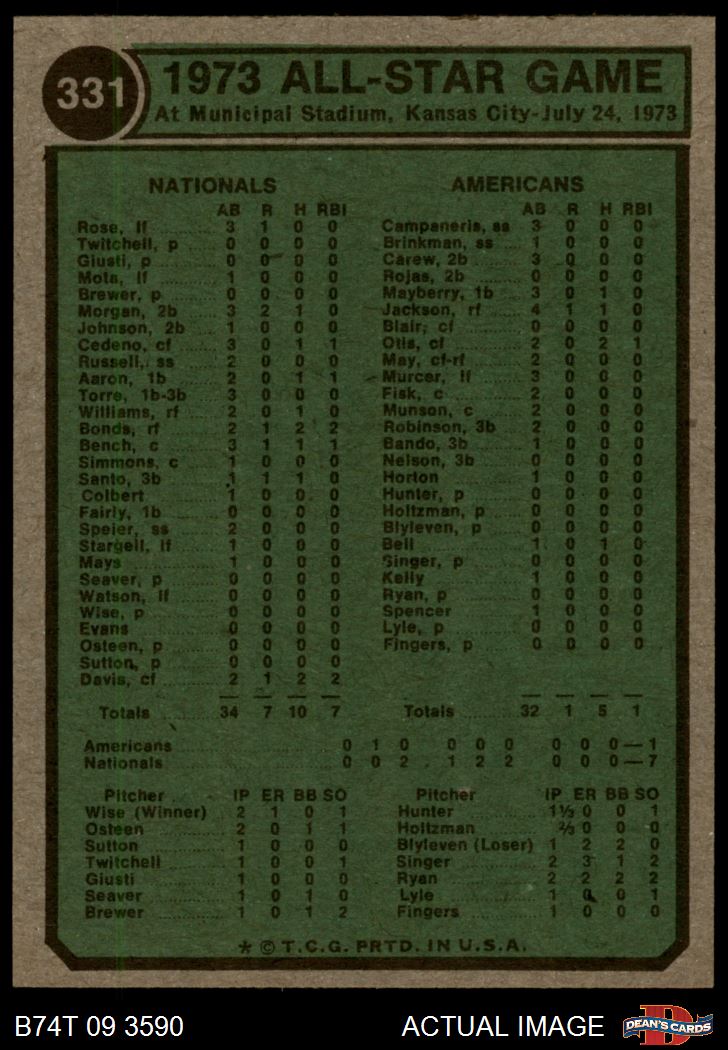 331
1973 ALL-STAR GAME
At Municipal Stadium, Kansas City-July 24, 1973
NATIONALS
AB R H RBI
Rose, lf 3 1 0 0
Twitchell, p 0 0 0 0
Giusti, p 0 0 0 0
Mota, lf 1 0 0 0
Brewer, p 0 0 0 0
Morgan, 2b 3 2 1 0
Johnson, 2b 1 0 0 0
Cedeno, cf 3 0 1 1
Russell, ss 2 0 0 0
Aaron, 1b 2 0 1 1
Torre, 1b-3b 3 0 0 0
Williams, rf 2 0 1 0
Bonds, rf 2 1 2 2
Bench, c 3 1 1 1
Simmons, c 1 0 0 0
Santo, 3b 1 1 1 0
Colbert 1 0 0 0
Fairly, 1b 0 0 0 0
Speier, ss 2 0 0 0
Stargell, lf 1 0 0 0
Mays 1 0 0 0
Seaver, p 0 0 0 0
Watson, lf 0 0 0 0
Wise, p 0 0 0 0
Evans 0 0 0 0
Osteen, p 0 0 0 0
Sutton, p 0 0 0 0
Davis, cf 2 1 2 2
Totals 34 7 10 7
AMERICANS
AB R H RBI
Campaneris, ss 3 0 0 0
Brinkman, ss 1 0 0 0
Carew, 2b 3 0 0 0
Rojas, 2b 0 0 0 0
Mayberry, 1b 3 0 1 0
Jackson, rf 4 1 1 0
Blair, cf 0 0 0 0
Otis, cf 2 0 2 1
May, cf-rf 2 0 0 0
Murcer, lf 3 0 0 0
Fisk, c 2 0 0 0
Munson, c 2 0 0 0
Robinson, 3b 2 0 0 0
Bando, 3b 1 0 0 0
Nelson, 3b 0 0 0 0
Horton 1 0 0 0
Hunter, p 0 0 0 0
Holtzman, p 0 0 0 0
Blyleven, p 0 0 0 0
Bell 1 0 1 0
Singer, p 0 0 0 0
Kelly 1 0 0 0
Ryan, p 0 0 0 0
Spencer 1 0 0 0
Lyle, p 0 0 0 0
Fingers, p 0 0 0 0
Totals 32 1 5 1
Americans 0 1 0 0 0 0 0 0 0—1
Nationals 0 0 2 1 2 2 0 0 0—7
Pitcher IP ER BB SO
Wise (Winner) 2 1 0 1
Osteen 2 0 1 1
Sutton 1 0 0 0
Twitchell 1 0 0 1
Giusti 1 0 0 0
Seaver 1 0 1 0
Brewer 1 0 1 2
Pitcher IP ER BB SO
Hunter 1⅓ 0 0 1
Holtzman ⅔ 0 0 0
Blyleven (Loser) 1 2 2 0
Singer 2 3 1 2
Ryan 2 2 2 2
Lyle 1 0 0 1
Fingers 1 0 0 0
* © T.C.G. PRTD. IN U.S.A.
B74T 09 3590
ACTUAL IMAGE
D
DEAN'S CARDS